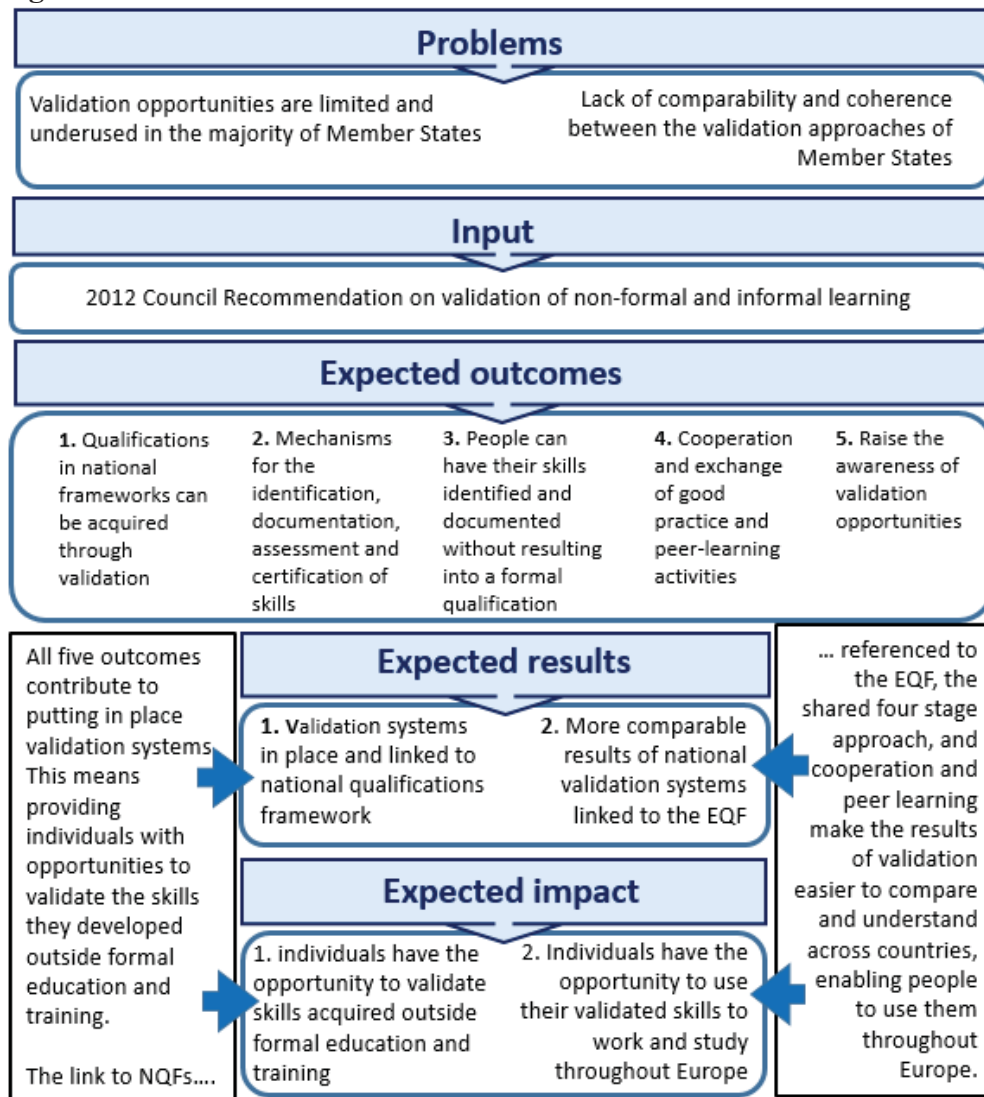 Problems
Validation opportunities are limited and
underused in the majority of Member States
Lack of comparability and coherence
between the validation approaches of
Member States
Input
2012 Council Recommendation on validation of non-formal and informal learning
Expected outcomes
1. Qualifications
in national
frameworks can
be acquired
through
validation
2. Mechanisms
for the
identification,
documentation,
assessment and
certification of
skills
3. People can
have their skills
identified and
documented
without resulting
into a formal
qualification
4. Cooperation
and exchange
of good
practice and
peer-learning
activities
5. Raise the
awareness of
validation
opportunities
All five outcomes
contribute to
putting in place
validation systems
This means
providing
individuals with
opportunities to
validate the skills
they developed
outside formal
education and
training.
The link to NQFs....
Expected results
1. Validation systems
in place and linked to
national qualifications
framework
2. More comparable
results of national
validation systems
linked to the EQF
Expected impact
1. individuals have the
opportunity to validate
skills acquired outside
formal education and
training
2. Individuals have the
opportunity to use
their validated skills to
work and study
throughout Europe
... referenced to
the EQF, the
shared four stage
approach, and
cooperation and
peer learning
make the results
of validation
easier to compare
and understand
across countries,
enabling people
to use them
throughout
Europe.